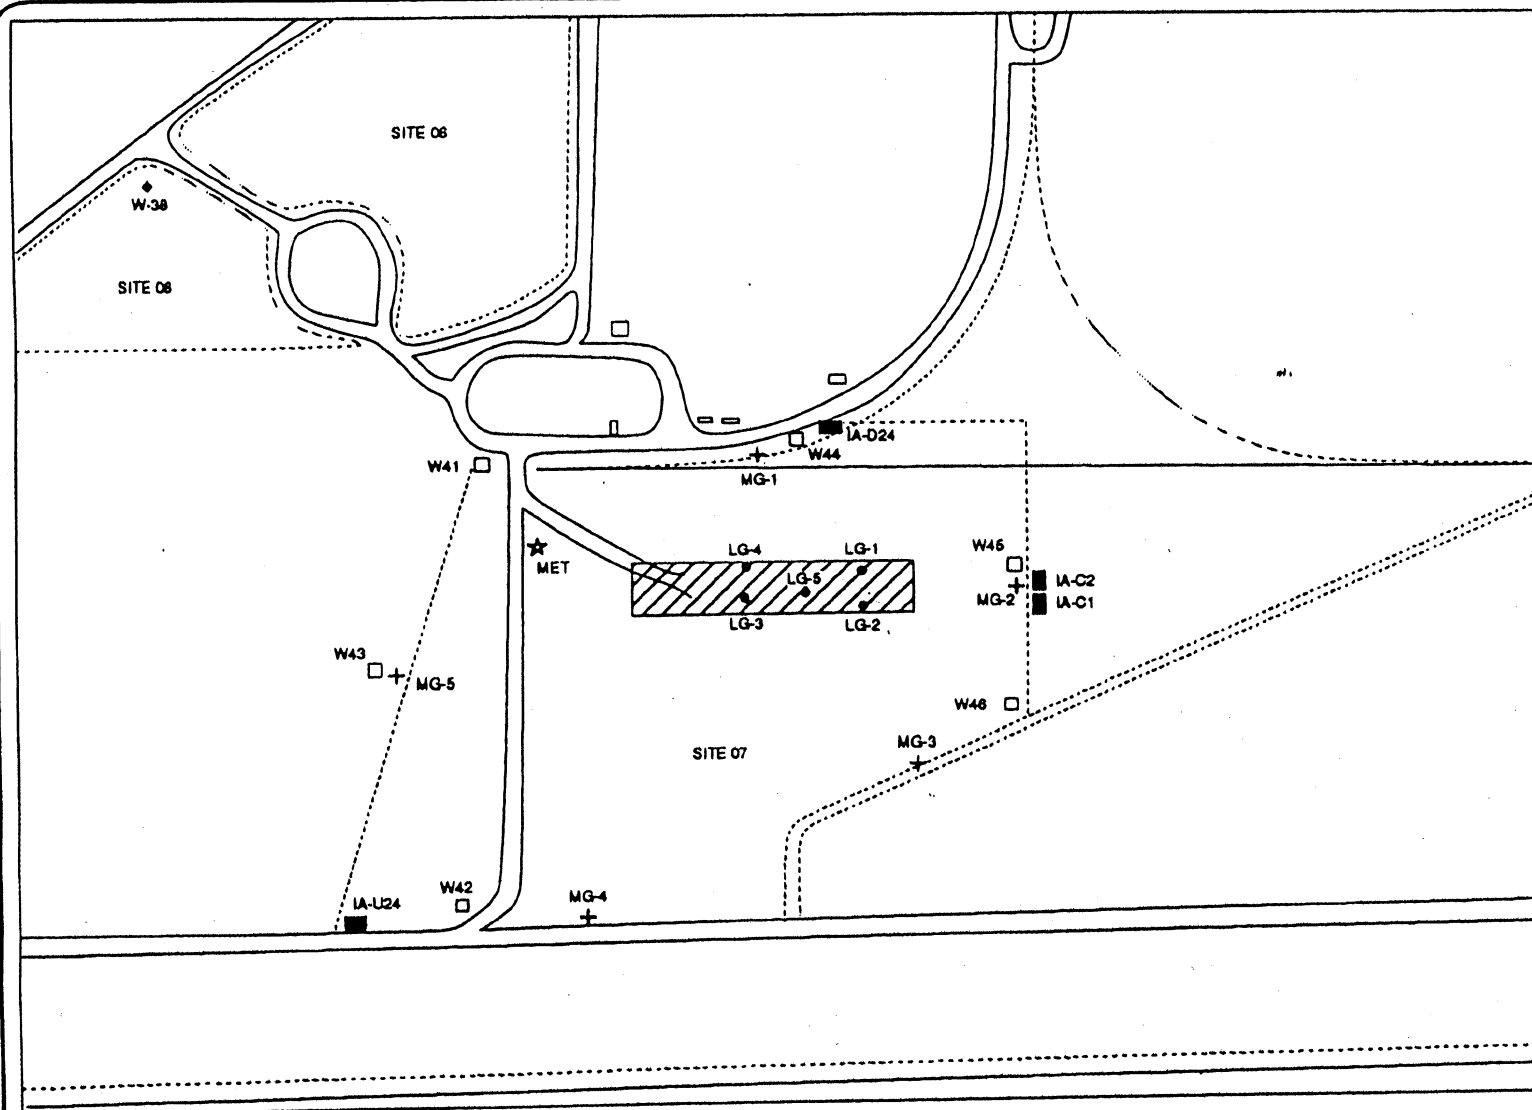 SITE 06
W-38
SITE 08
IA-D24
W44
W41
MG-1
W45
LG-4
LG-1
MET
LG-5
IA-C2
MG-2
IA-C1
LG-3
LG-2
W43
MG-5
W46
MG-3
SITE 07
W42
MG-4
IA-U24